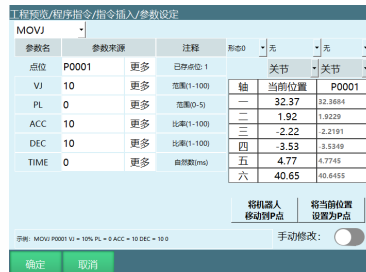 工程预览/程序指令/指令插入/参数设定
MOVJ
参数名 参数来源 注释 形态0 无 无
点位 P0001 更多 已存点位: 1 关节 关节
VJ 10 更多 范围(1-100) 轴 当前位置 P0001
PL 0 更多 范围(0-5) 一 32.37 32.3684
ACC 10 更多 比率(1-100) 二 1.92 1.9229
DEC 10 更多 比率(1-100) 三 -2.22 -2.2191
TIME 0 更多 自然数(ms) 四 -3.53 -3.5349
五 4.77 4.7745
六 40.65 40.6455
将机器人 将当前位置
移动到P点 设置为P点
示例: MOVJ P0001 VJ = 10% PL = 0 ACC = 10 DEC = 10 0 手动修改:
确定 取消